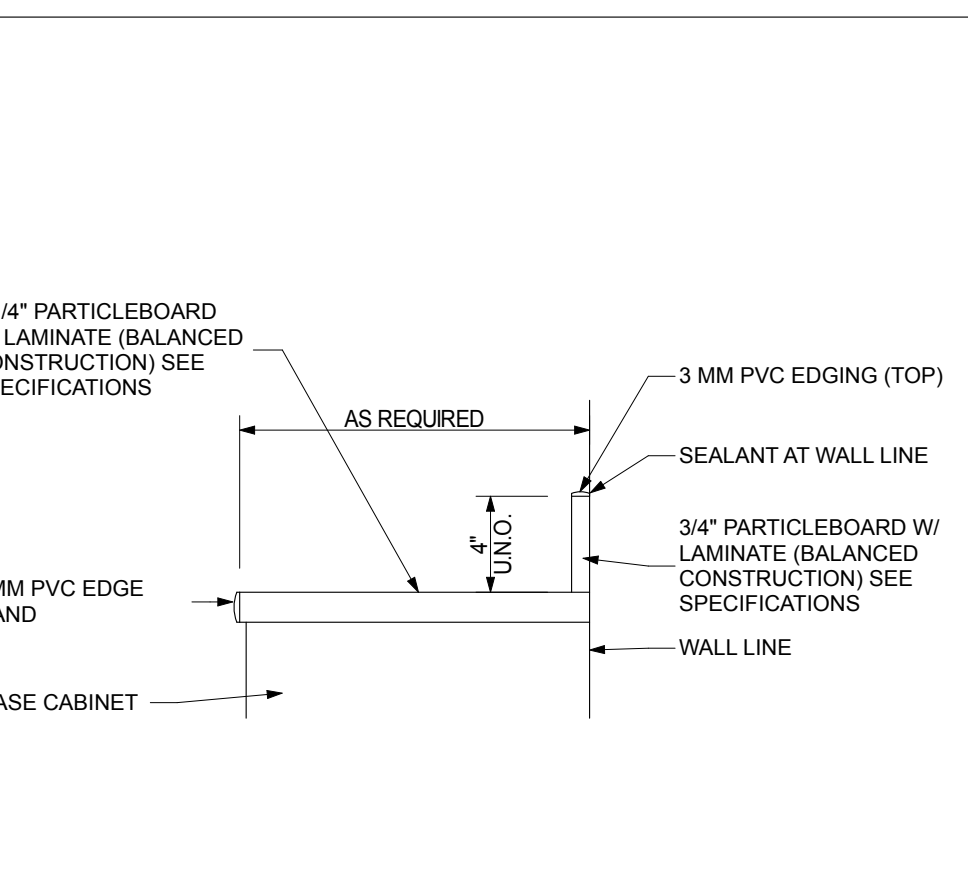 /4" PARTICLEBOARD
LAMINATE (BALANCED
ONSTRUCTION) SEE
ECIFICATIONS
AS REQUIRED
4"
U.N.O.
MM PVC EDGE
AND
ASE CABINET
3 MM PVC EDGING (TOP)
SEALANT AT WALL LINE
3/4" PARTICLEBOARD W/
LAMINATE (BALANCED
CONSTRUCTION) SEE
SPECIFICATIONS
WALL LINE